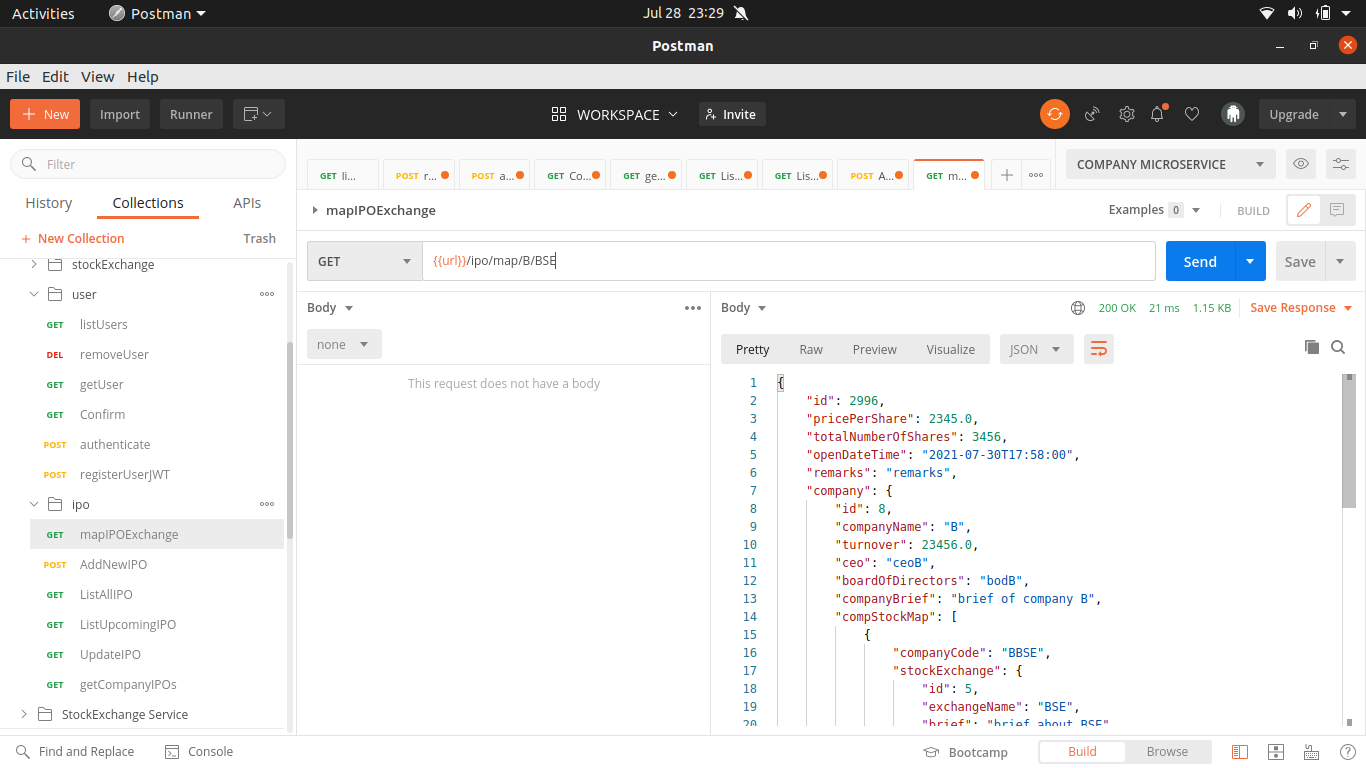 Activities Postman Jul 28 23:29
Postman
File Edit View Help
New Import Runner WORKSPACE Invite Upgrade
Filter
GET li... POST r... POST a... GET Co... GET ge... GET Lis... GET Lis... POST A... GET m... COMPANY MICROSERVICE
History Collections APIs
mapIPOExchange Examples 0 BUILD
+ New Collection Trash
GET {{url}}/ipo/map/B/BSE Send Save
stockExchange
user
GET listUsers
DEL removeUser
GET getUser
GET Confirm
POST authenticate
POST registerUserJWT
ipo
GET mapIPOExchange
POST AddNewIPO
GET ListAllIPO
GET ListUpcomingIPO
GET UpdateIPO
GET getCompanyIPOs
StockExchange Service
Body
none
This request does not have a body
Body 200 OK 21 ms 1.15 KB Save Response
Pretty Raw Preview Visualize JSON
1 {
2 "id": 2996,
3 "pricePerShare": 2345.0,
4 "totalNumberOfShares": 3456,
5 "openDateTime": "2021-07-30T17:58:00",
6 "remarks": "remarks",
7 "company": {
8 "id": 8,
9 "companyName": "B",
10 "turnover": 23456.0,
11 "ceo": "ceoB",
12 "boardOfDirectors": "bodB",
13 "companyBrief": "brief of company B",
14 "compStockMap": [
15 {
16 "companyCode": "BBSE",
17 "stockExchange": {
18 "id": 5,
19 "exchangeName": "BSE",
20 "brief": "brief about BSE"
Find and Replace Console Bootcamp Build Browse